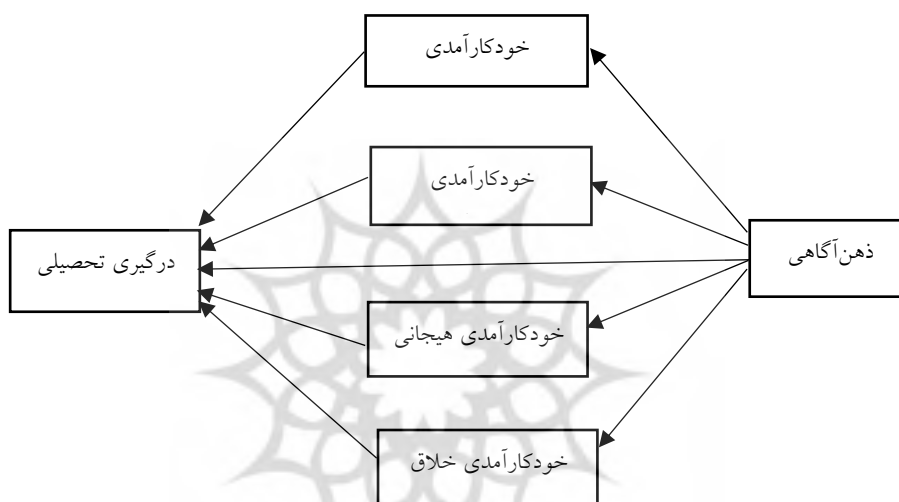 خودکارآمدی
خودکارآمدی
ذهن‌آگاهی
درگیری تحصیلی
خودکارآمدی هیجانی
خودکارآمدی خلاق